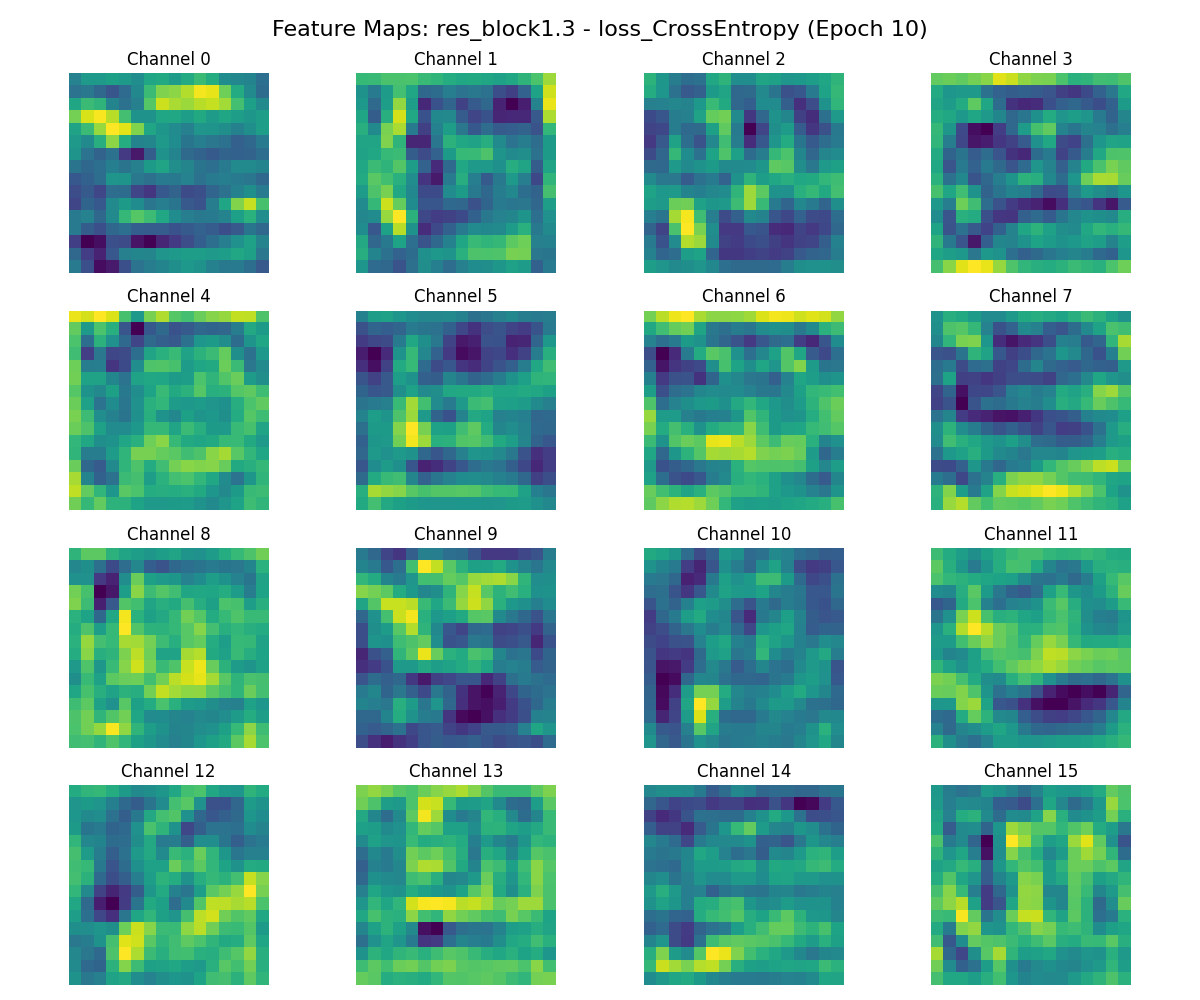 Feature Maps: res_block1.3 - loss_CrossEntropy (Epoch 10)
Channel 0
Channel 1
Channel 2
Channel 3
Channel 4
Channel 5
Channel 6
Channel 7
Channel 8
Channel 9
Channel 10
Channel 11
Channel 12
Channel 13
Channel 14
Channel 15